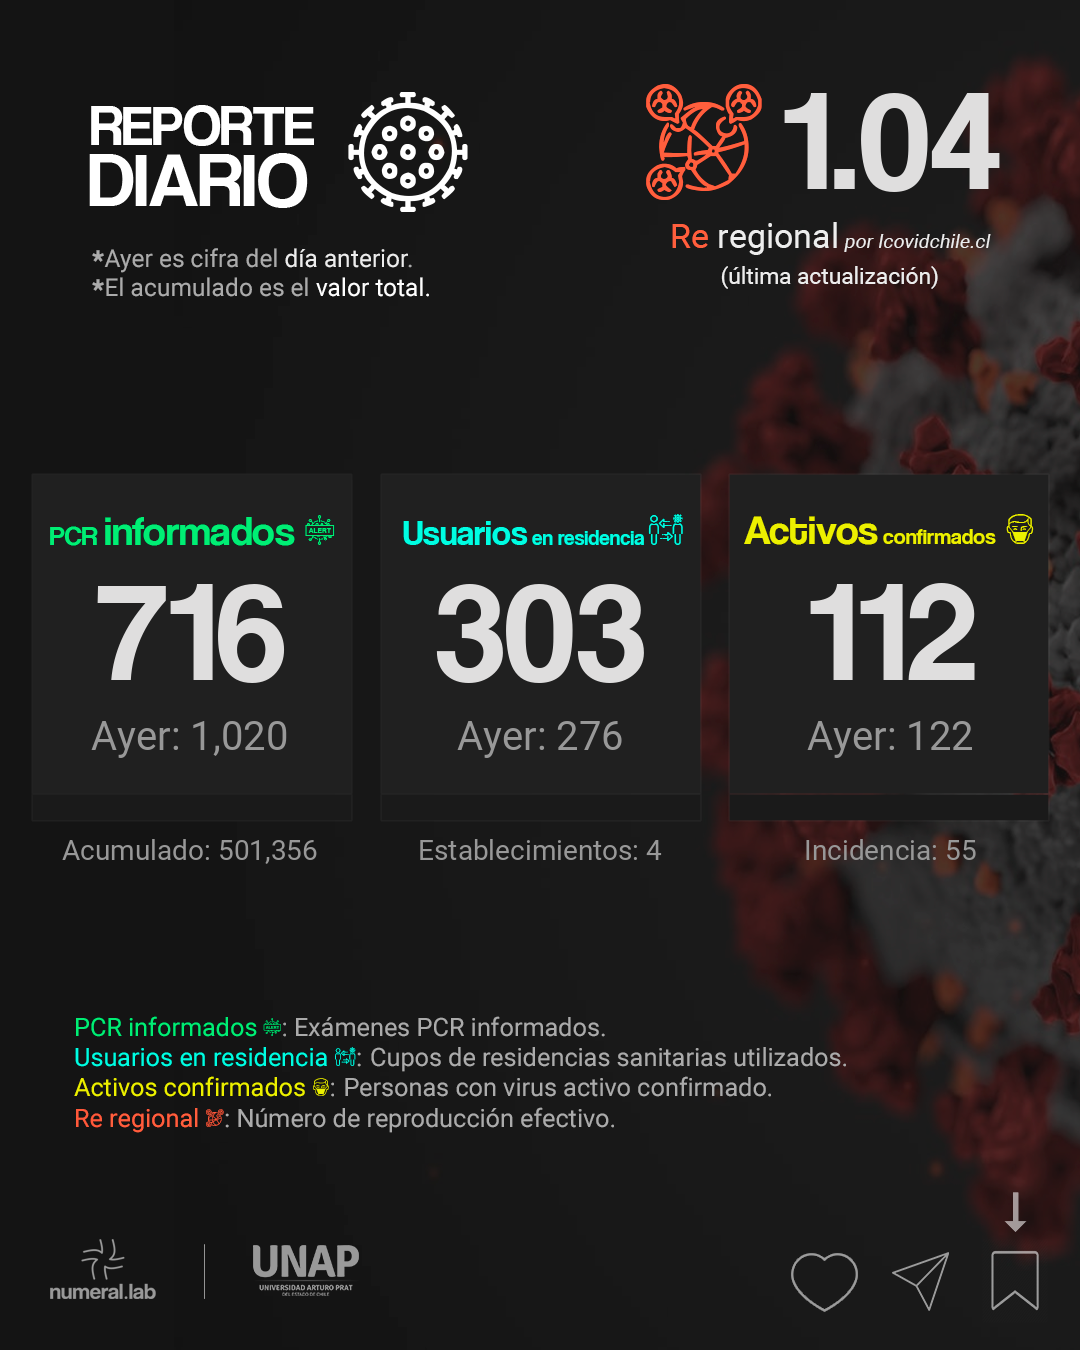 REPORTE
DIARIO
*Ayer es cifra del día anterior.
*El acumulado es el valor total.
1.04
Re regional por Icovidchile.cl
(última actualización)
PCR informados
ALERT
716
Ayer: 1,020
Acumulado: 501,356
Usuarios en residencia
303
Ayer: 276
Establecimientos: 4
Activos confirmados
112
Ayer: 122
Incidencia: 55
PCR informados : Exámenes PCR informados.
Usuarios en residencia : Cupos de residencias sanitarias utilizados.
Activos confirmados : Personas con virus activo confirmado.
Re regional : Número de reproducción efectivo.
numeral.lab
UNAP
UNIVERSIDAD ARTURO PRAT
DEL ESTADO DE CHILE